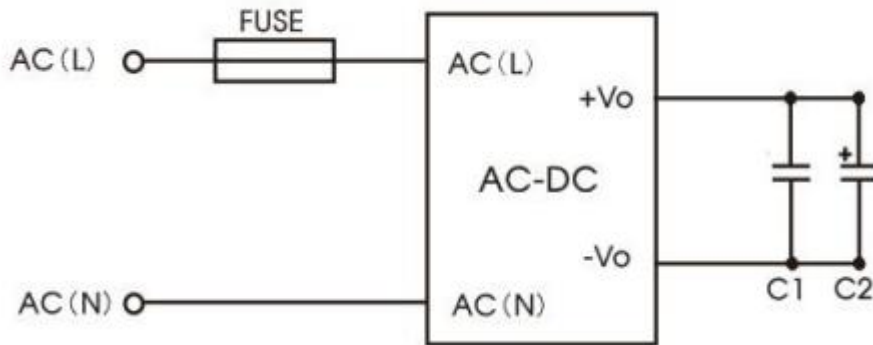 FUSE
AC(L)
AC(L)
+Vo
AC-DC
+
-Vo
C1
C2
AC(N)
AC(N)